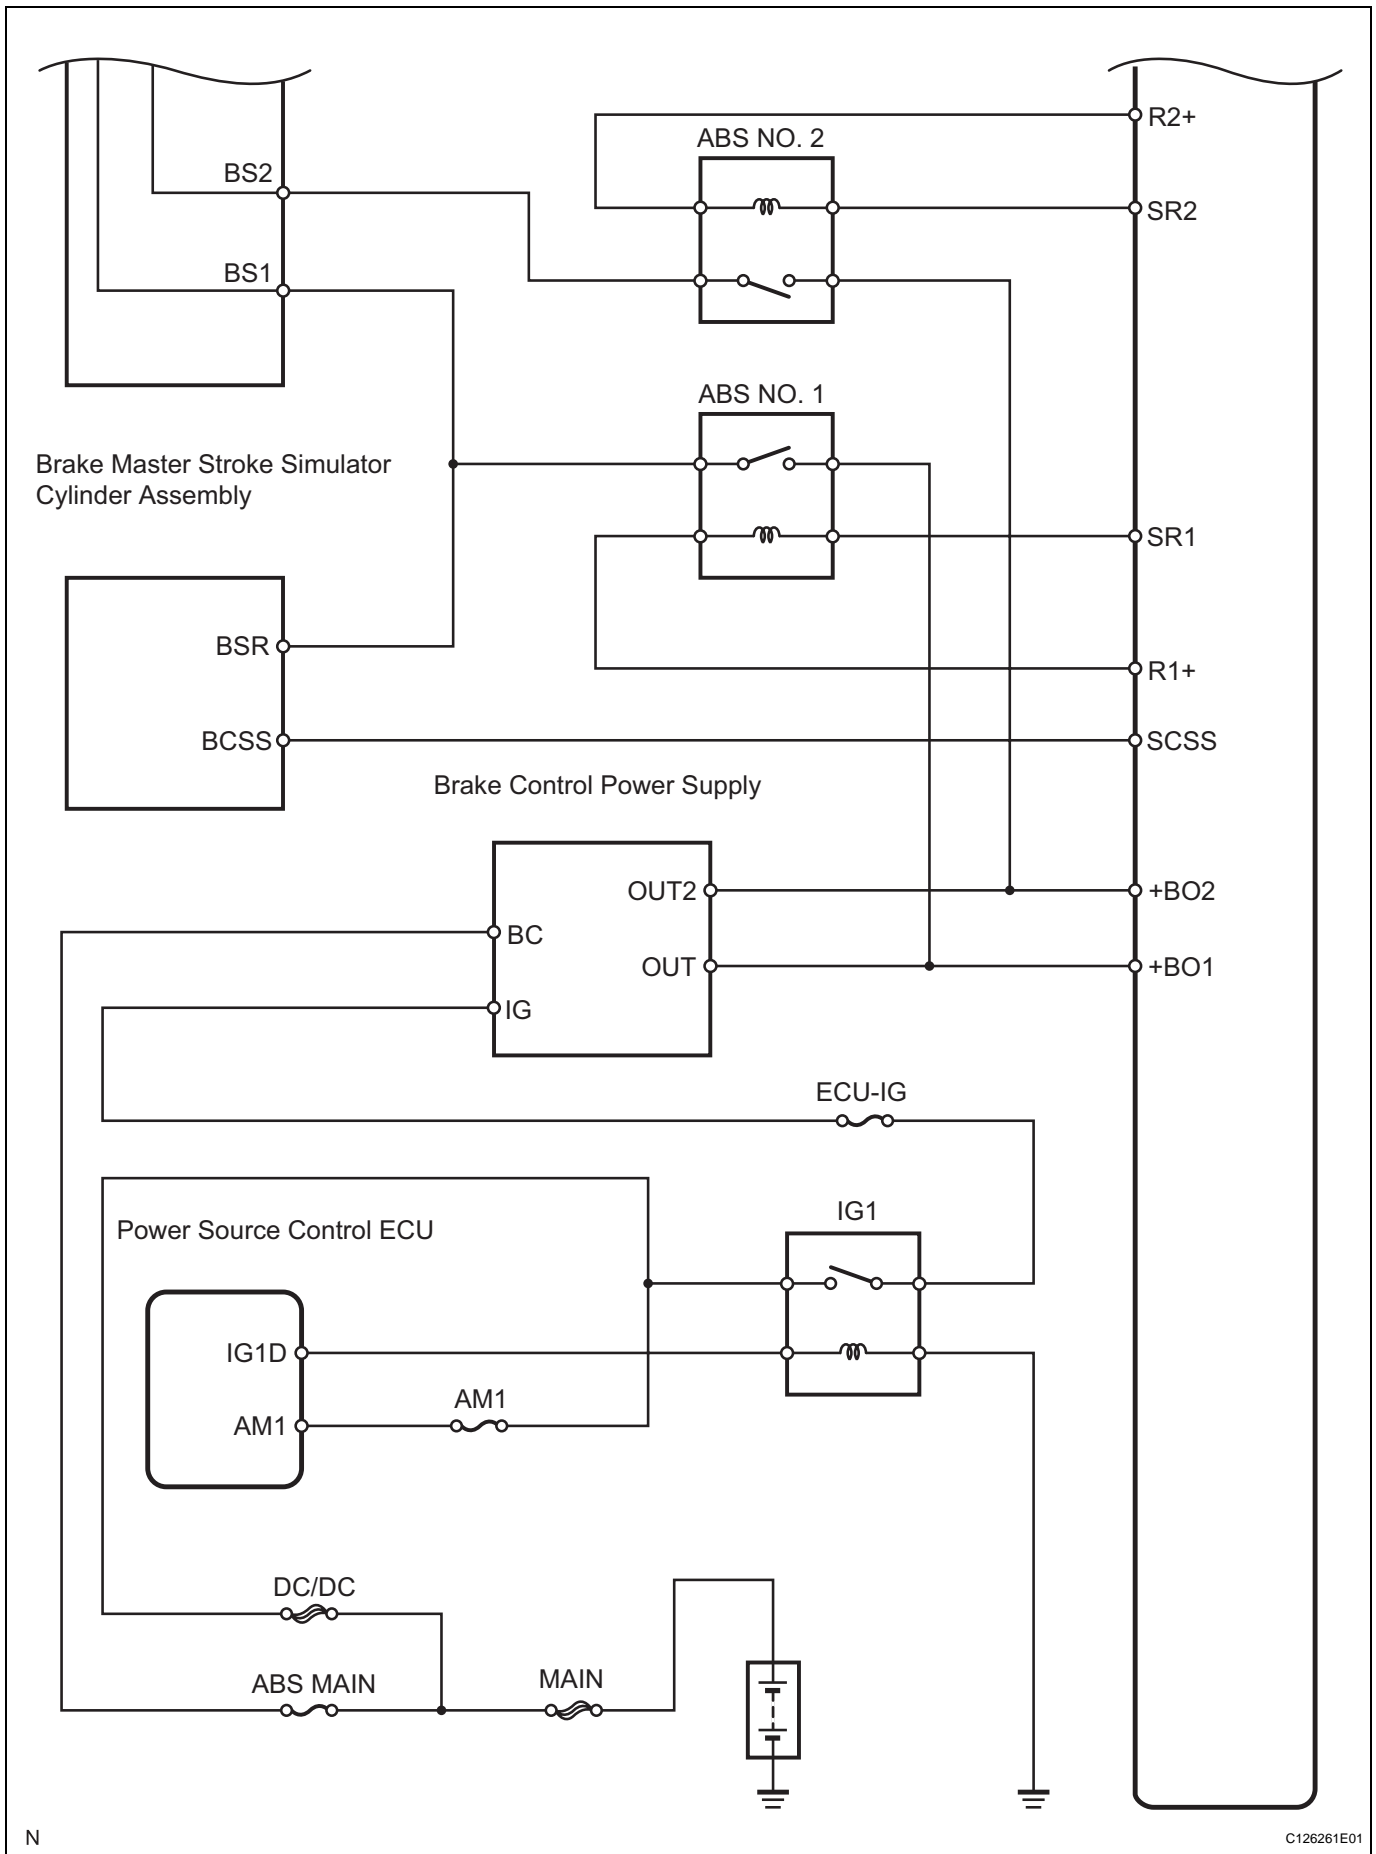 R2+
ABS NO. 2
BS2
SR2
BS1
ABS NO. 1
Brake Master Stroke Simulator
Cylinder Assembly
SR1
BSR
R1+
BCSS
SCSS
Brake Control Power Supply
OUT2
+BO2
BC
OUT
+BO1
IG
ECU-IG
IG1
Power Source Control ECU
IG1D
AM1
AM1
DC/DC
ABS MAIN
MAIN
N
C126261E01